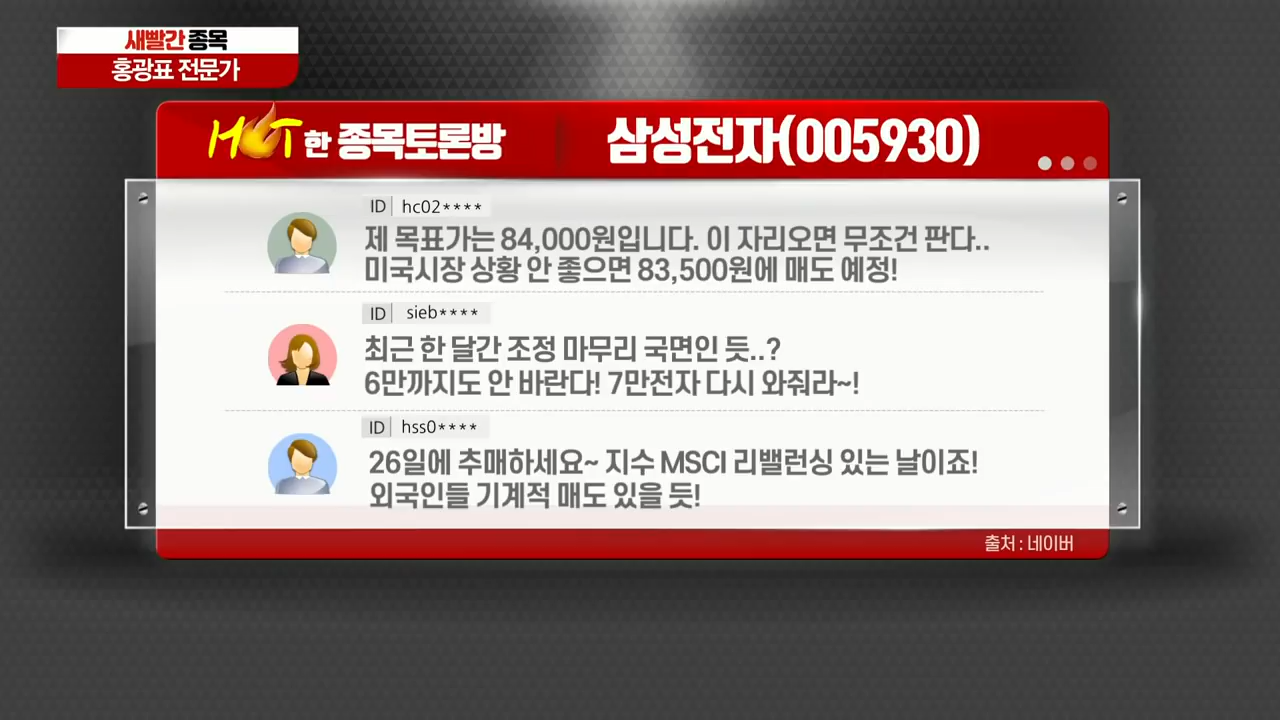 새빨간 종목
홍광표 전문가
HOT한 종목토론방
삼성전자(005930)
ID hc02****
제 목표가는 84,000원입니다. 이 자리오면 무조건 판다..
미국시장 상황 안 좋으면 83,500원에 매도 예정!
ID sieb****
최근 한 달간 조정 마무리 국면인 듯..?
6만까지도 안 바란다! 7만전자 다시 와줘라~!
ID hss0****
26일에 추매하세요~ 지수 MSCI 리밸런싱 있는 날이죠!
외국인들 기계적 매도 있을 듯!
출처 : 네이버